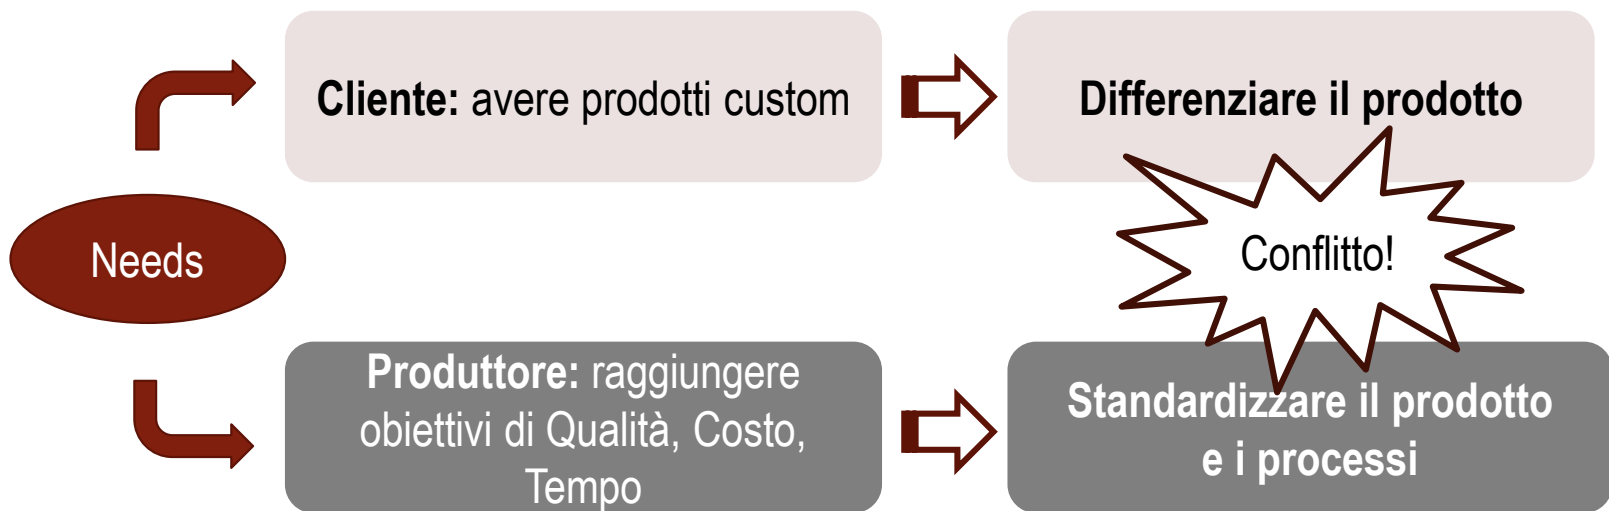 Cliente: avere prodotti custom
Differenziare il prodotto
Needs
Conflitto!
Produttore: raggiungere
obiettivi di Qualità, Costo,
Tempo
Standardizzare il prodotto
e i processi